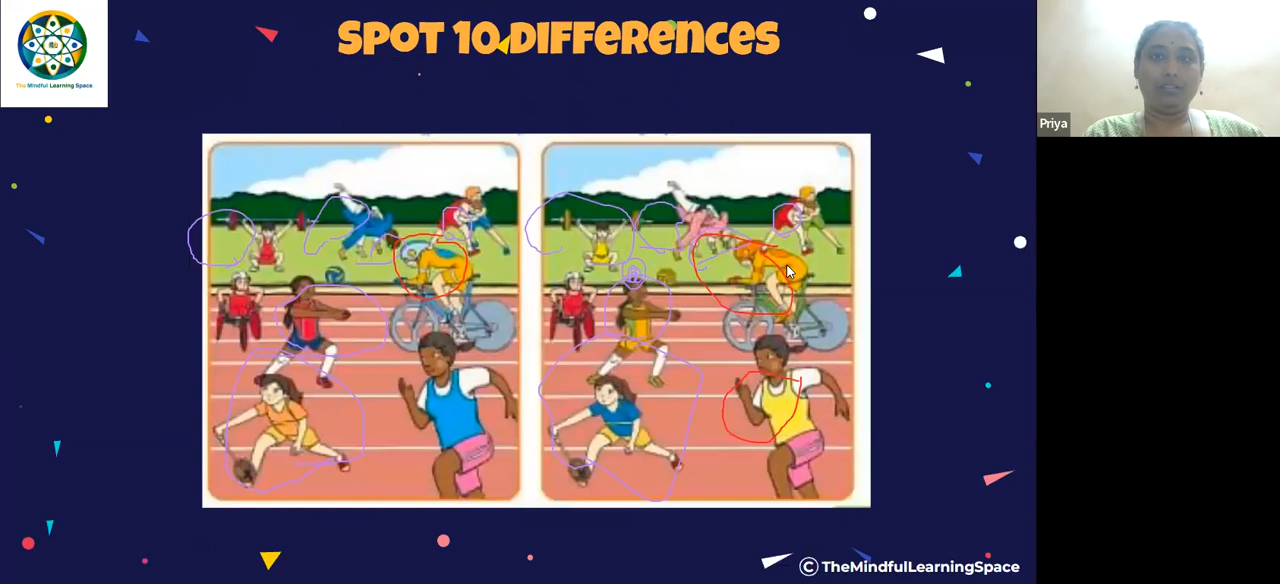 SPOT 10 DIFFERENCES
The Mindful Learning Space
Priya
© TheMindfulLearningSpace